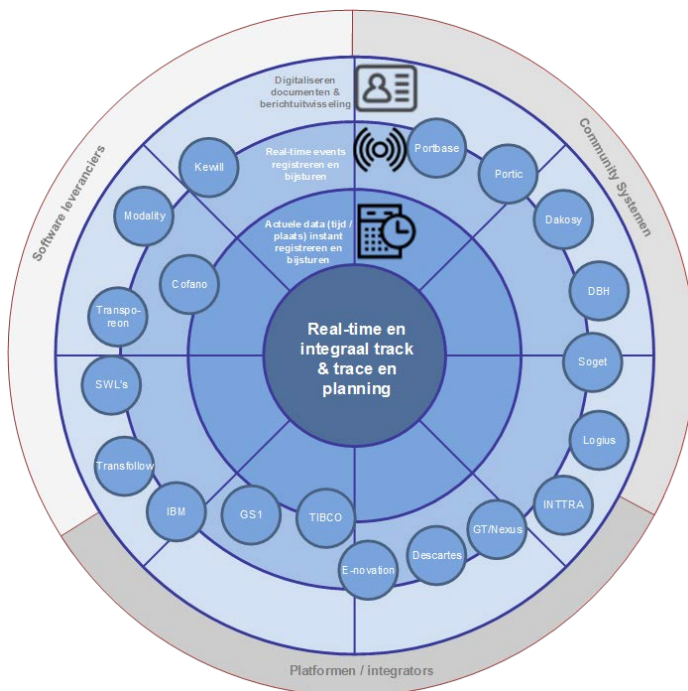 Digitaliseren
documenten &
berichtuitwisseling
Real-time events
registreren en
bijsturen
Actuele data (tijd /
plaats) instant
registreren en
bijsturen
Real-time en
integraal track
& trace en
planning
Software leveranciers
Community Systemen
Platformen / integrators
Kewill
Modality
Cofano
Transpo-
reon
SWL's
Transfollow
IBM
GS1
TIBCO
E-novation
Descartes
GT/Nexus
INTTRA
Logius
Soget
DBH
Dakosy
Portic
Portbase